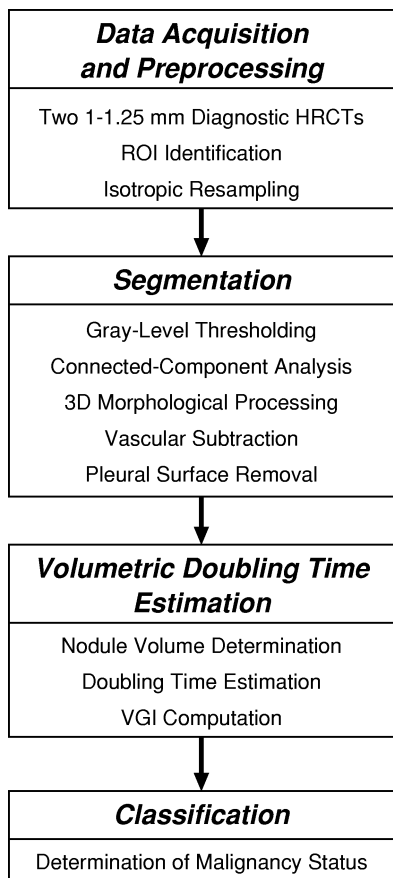 Data Acquisition
and Preprocessing
Two 1-1.25 mm Diagnostic HRCTs
ROI Identification
Isotropic Resampling
Segmentation
Gray-Level Thresholding
Connected-Component Analysis
3D Morphological Processing
Vascular Subtraction
Pleural Surface Removal
Volumetric Doubling Time
Estimation
Nodule Volume Determination
Doubling Time Estimation
VGI Computation
Classification
Determination of Malignancy Status